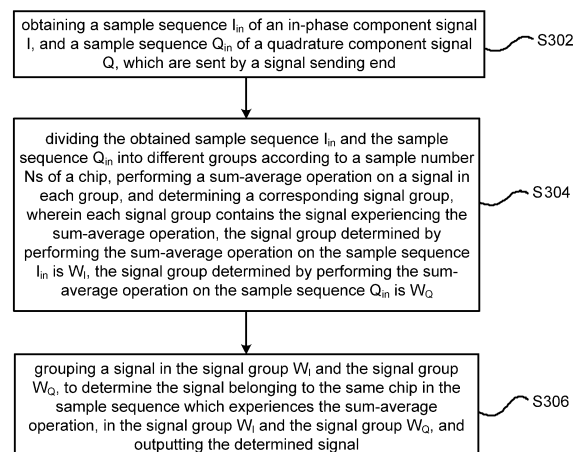 obtaining a sample sequence Iin of an in-phase component signal
I, and a sample sequence Qin of a quadrature component signal
Q, which are sent by a signal sending end
S302
dividing the obtained sample sequence Iin and the sample
sequence Qin into different groups according to a sample number
Ns of a chip, performing a sum-average operation on a signal in
each group, and determining a corresponding signal group,
wherein each signal group contains the signal experiencing the
sum-average operation, the signal group determined by
performing the sum-average operation on the sample sequence
Iin is WI, the signal group determined by performing the sum-
average operation on the sample sequence Qin is WQ
S304
grouping a signal in the signal group WI and the signal group
WQ, to determine the signal belonging to the same chip in the
sample sequence which experiences the sum-average
operation, in the signal group WI and the signal group WQ, and
outputting the determined signal
S306